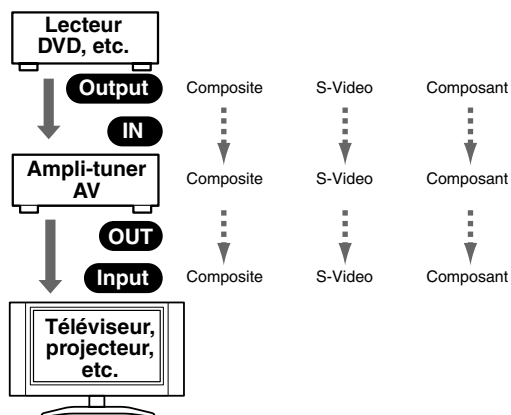 Lecteur
DVD, etc.
Output Composite S-Video Composant
IN
Ampli-tuner
AV
Composite S-Video Composant
OUT
Input Composite S-Video Composant
Téléviseur,
projecteur,
etc.